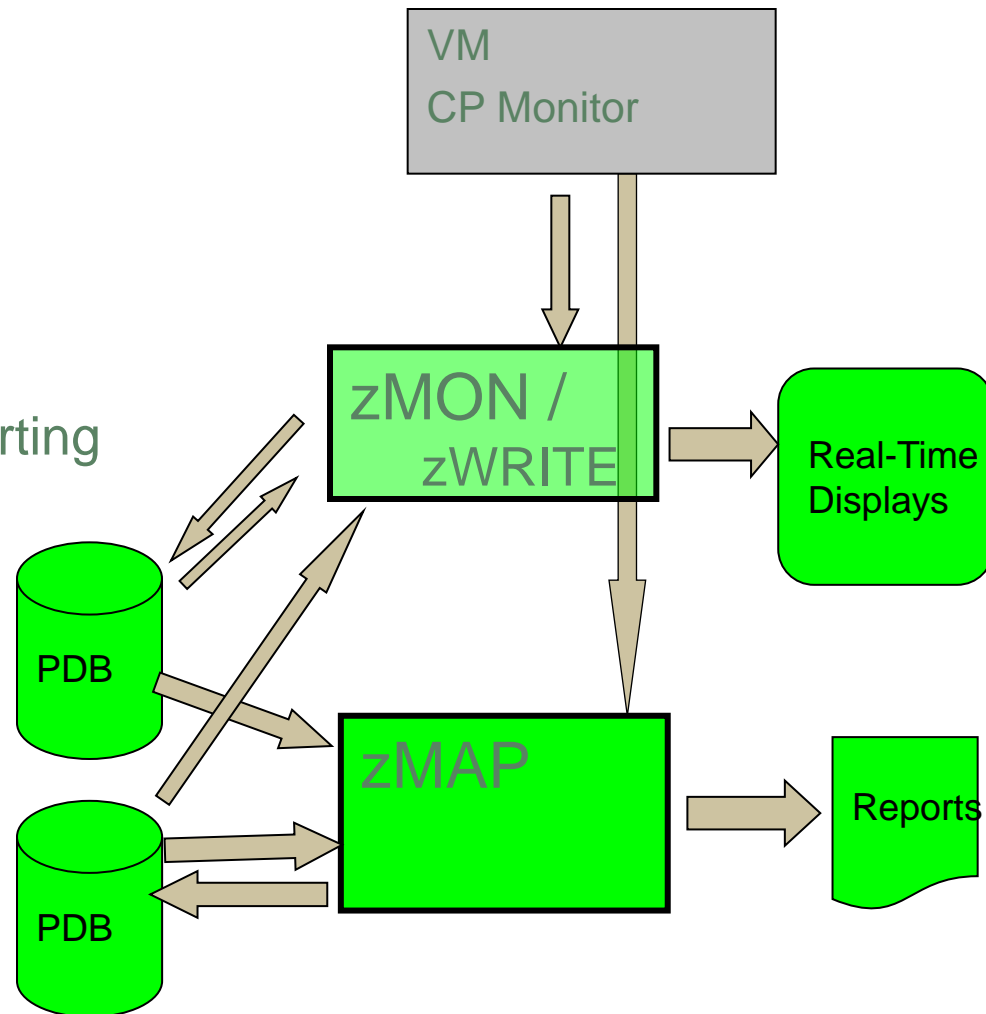 VM
CP Monitor
zMON /
zWRITE
rting
Real-Time
Displays
PDB
zMAP
Reports
PDB